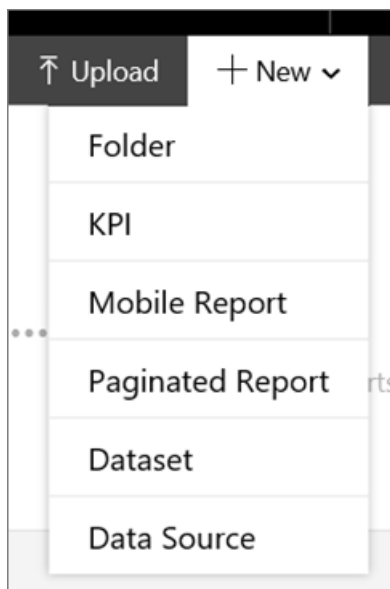 Upload
New
Folder
KPI
Mobile Report
Paginated Report
Dataset
Data Source